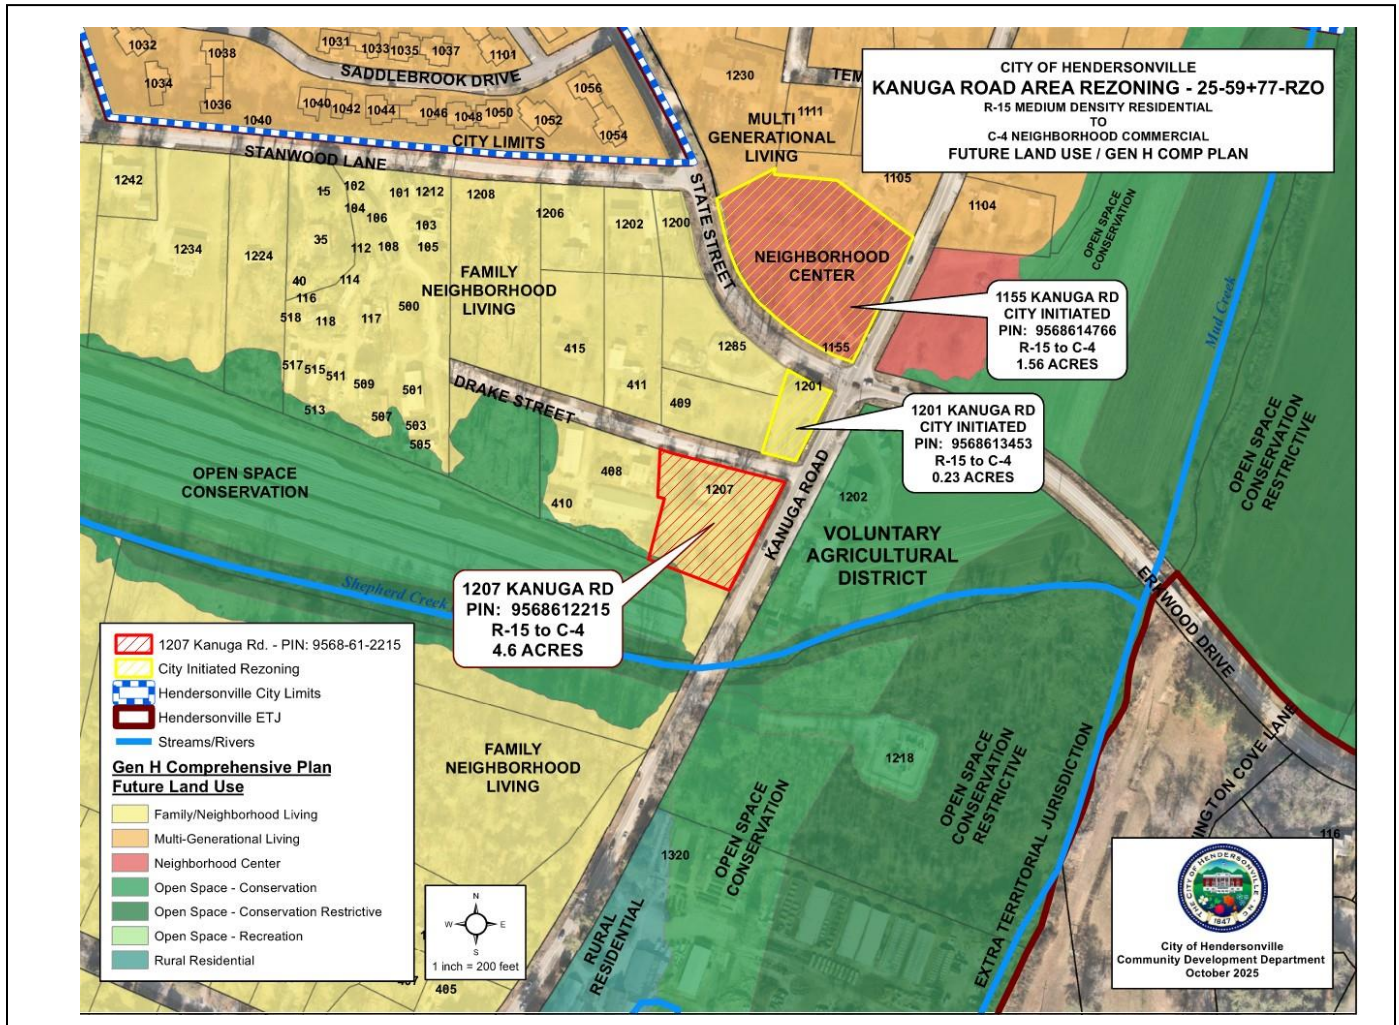 CITY OF HENDERSONVILLE
KANUGA ROAD AREA REZONING - 25-59+77-RZO
R-15 MEDIUM DENSITY RESIDENTIAL
TO
C-4 NEIGHBORHOOD COMMERCIAL
FUTURE LAND USE / GEN H COMP PLAN
1032
1038
1031
1033
1035
1037
1101
SADDLEBROOK DRIVE
1034
1036
1040
1042
1044
1046
1048
1050
1052
1056
1054
1040
CITY LIMITS
STANWOOD LANE
1230
1111
MULTI
GENERATIONAL
LIVING
1105
1104
OPEN SPACE
CONSERVATION
STATE STREET
1242
1234
1224
15
102
101
1212
1208
1206
1202
1200
104
106
103
35
112
108
105
40
114
116
518
118
117
500
FAMILY
NEIGHBORHOOD
LIVING
NEIGHBORHOOD
CENTER
1155
1155 KANUGA RD
CITY INITIATED
PIN: 9568614766
R-15 to C-4
1.56 ACRES
Mud Creek
415
1285
517
515
511
509
501
513
507
503
505
DRAKE STREET
411
409
1201
1201 KANUGA RD
CITY INITIATED
PIN: 9568613453
R-15 to C-4
0.23 ACRES
OPEN SPACE
CONSERVATION
RESTRICTIVE
OPEN SPACE
CONSERVATION
408
410
1207
KANUGA ROAD
1202
VOLUNTARY
AGRICULTURAL
DISTRICT
Shepherd Creek
1207 KANUGA RD
PIN: 9568612215
R-15 to C-4
4.6 ACRES
ERKWOOD DRIVE
FAMILY
NEIGHBORHOOD
LIVING
1218
OPEN SPACE
CONSERVATION
OPEN SPACE
CONSERVATION
RESTRICTIVE
EXTRA TERRITORIAL JURISDICTION
INGTON COVE LANE
116
1320
RURAL
RESIDENTIAL
405
1207 Kanuga Rd. - PIN: 9568-61-2215
City Initiated Rezoning
Hendersonville City Limits
Hendersonville ETJ
Streams/Rivers
Gen H Comprehensive Plan
Future Land Use
Family/Neighborhood Living
Multi-Generational Living
Neighborhood Center
Open Space - Conservation
Open Space - Conservation Restrictive
Open Space - Recreation
Rural Residential
N
W
E
S
1 inch = 200 feet
THE CITY OF HENDERSONVILLE · NC
1847
City of Hendersonville
Community Development Department
October 2025